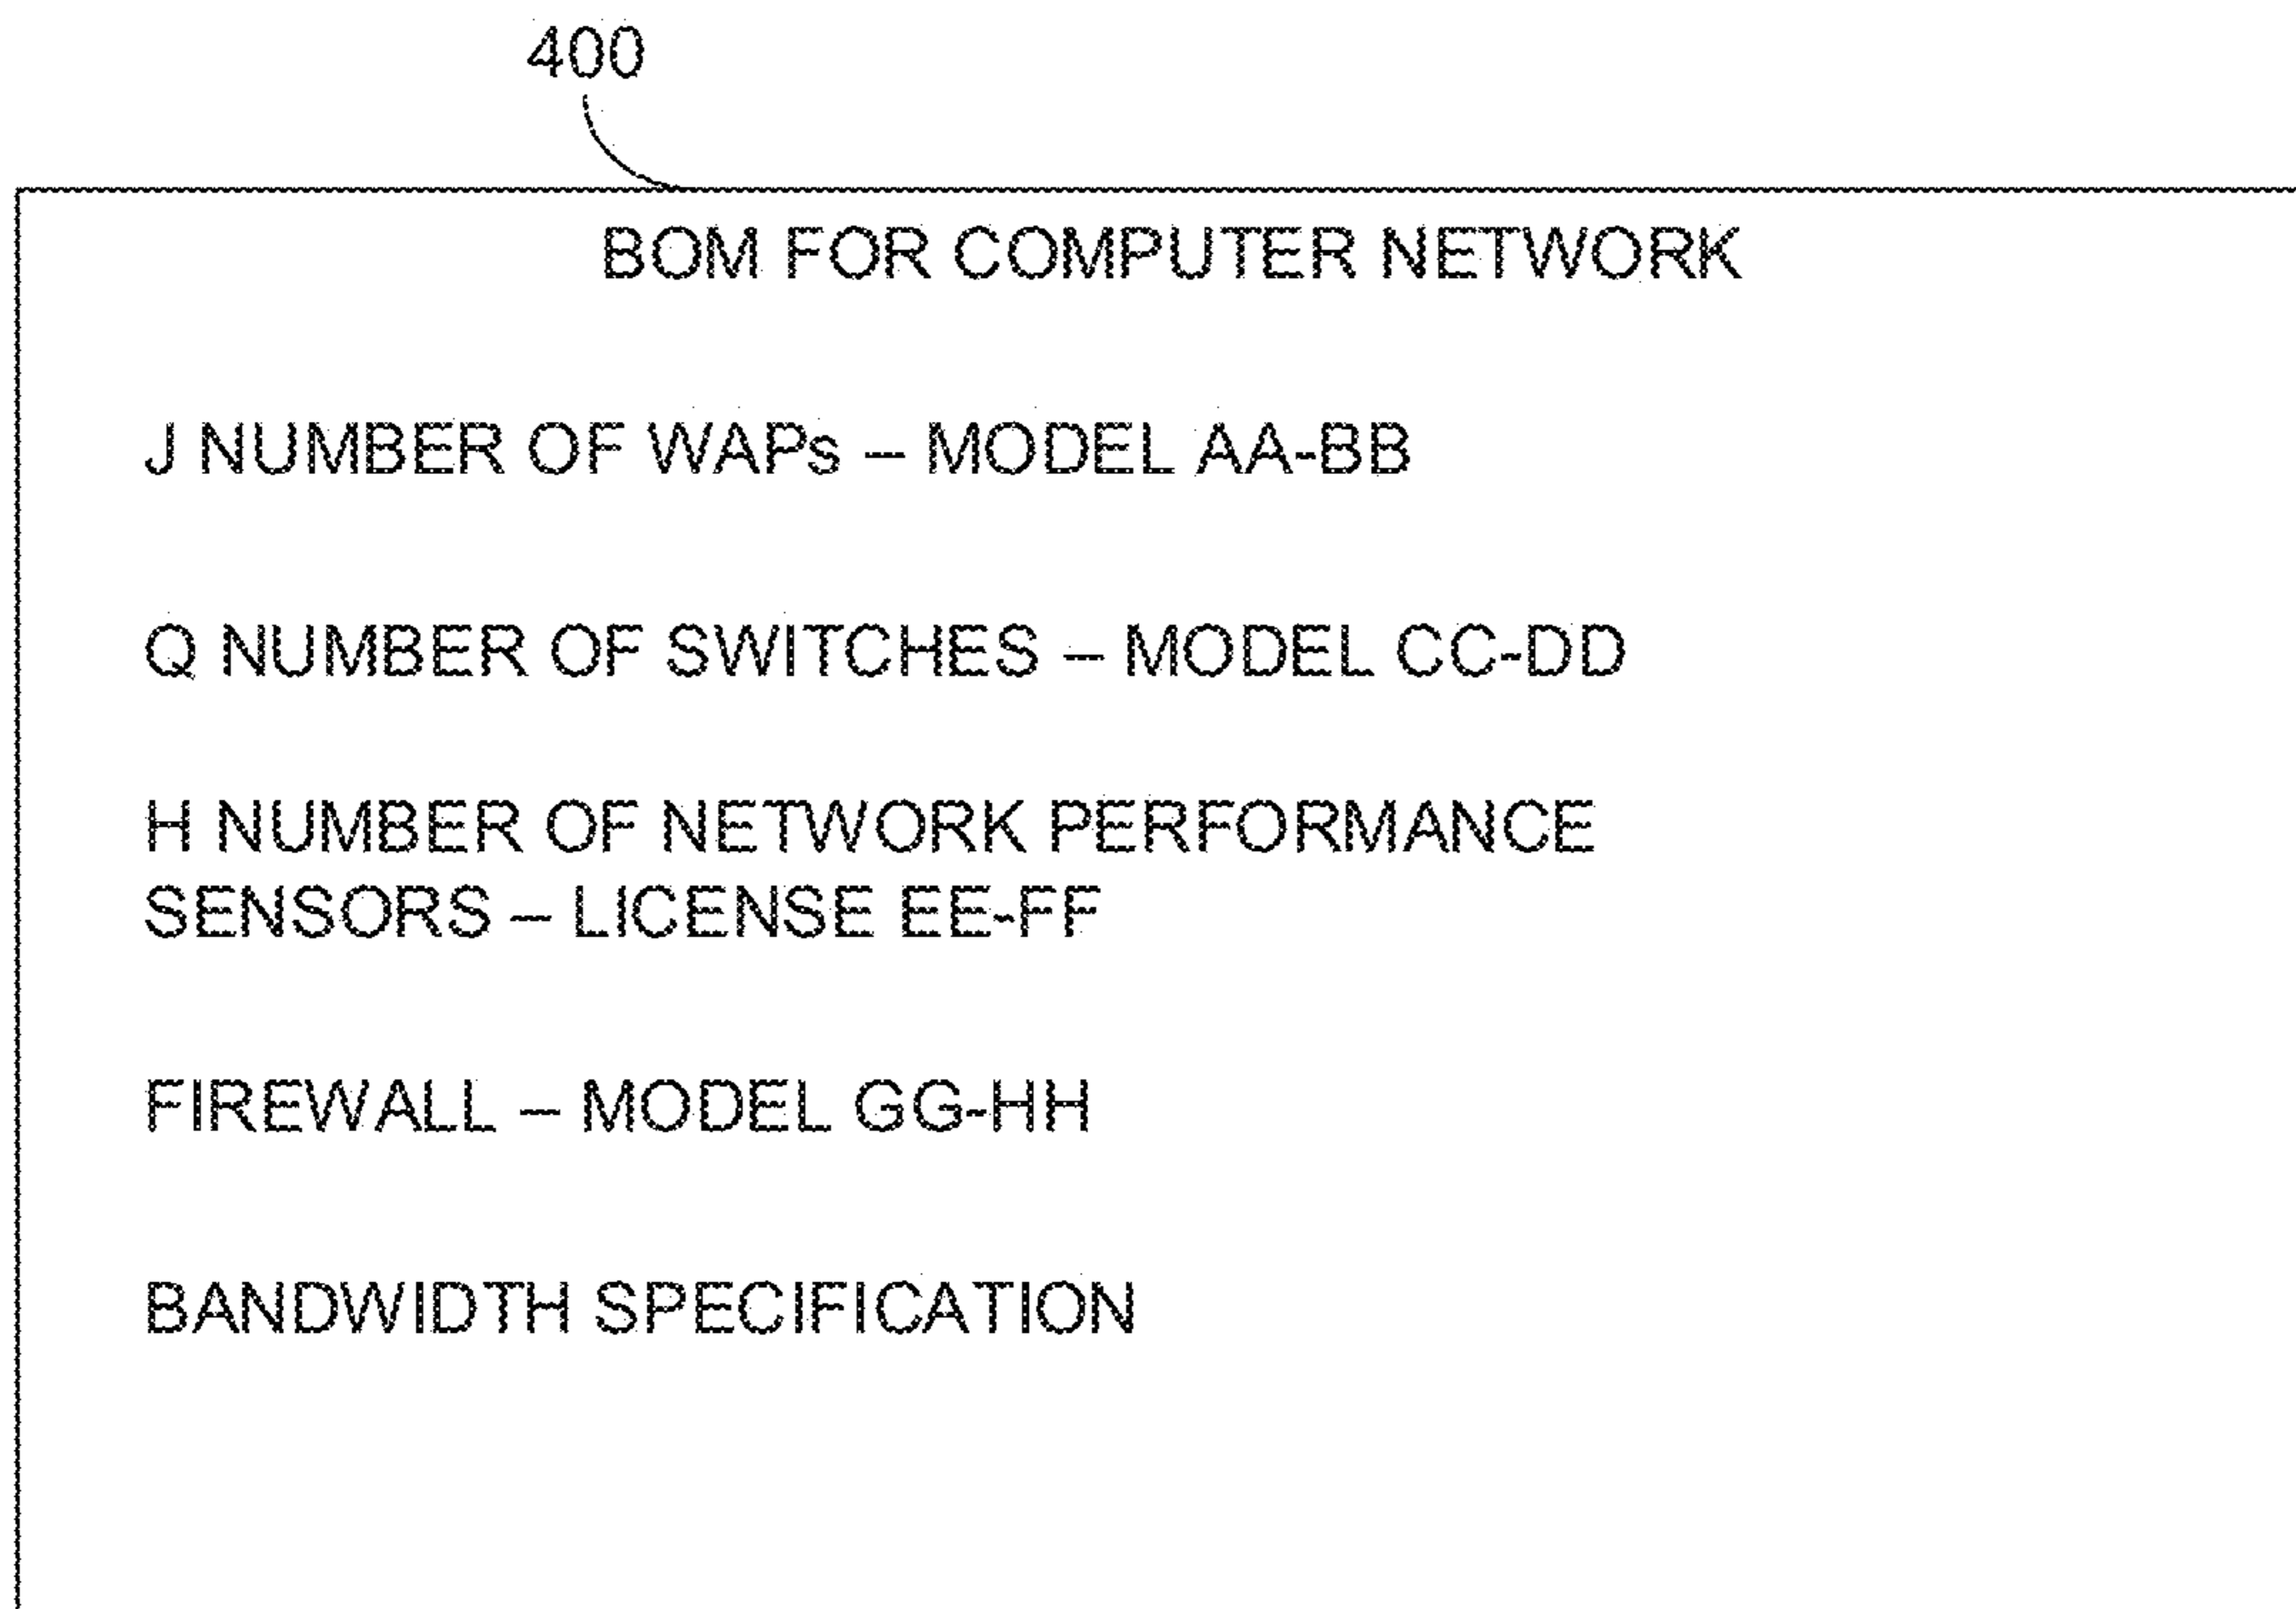 400
BOM FOR COMPUTER NETWORK
J NUMBER OF WAPs – MODEL AA-BB
Q NUMBER OF SWITCHES – MODEL CC-DD
H NUMBER OF NETWORK PERFORMANCE
SENSORS – LICENSE EE-FF
FIREWALL – MODEL GG-HH
BANDWIDTH SPECIFICATION